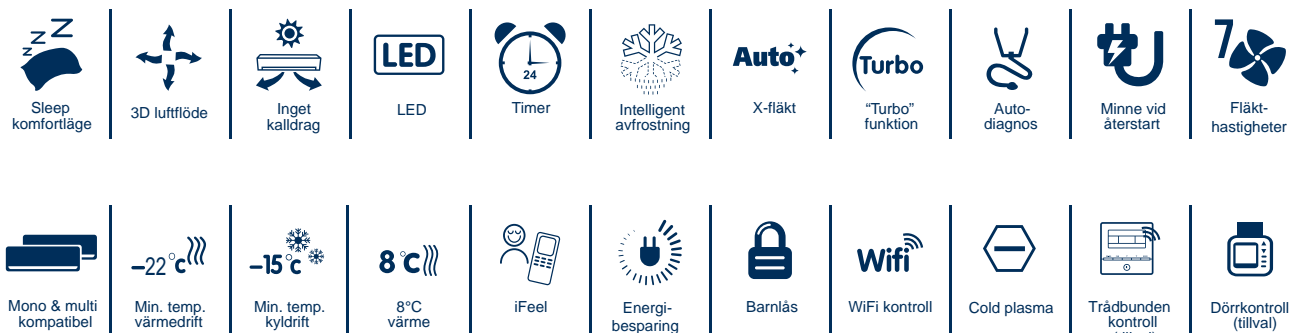 Z Z Z
Sleep
komfortläge
3D luftflöde
Inget
kalldrag
LED
LED
24
Timer
Intelligent
avfrostning
Auto
X-fläkt
Turbo
“Turbo”
funktion
Auto-
diagnos
Minne vid
återstart
7
Fläkt-
hastigheter
Mono & multi
kompatibel
–22°c
Min. temp.
värmedrift
–15°c
Min. temp.
kyldrift
8°c
8°C
värme
iFeel
Energi-
besparing
Barnlås
Wifi
WiFi kontroll
Cold plasma
Trådbunden
kontroll
Dörrkontroll
(tillval)